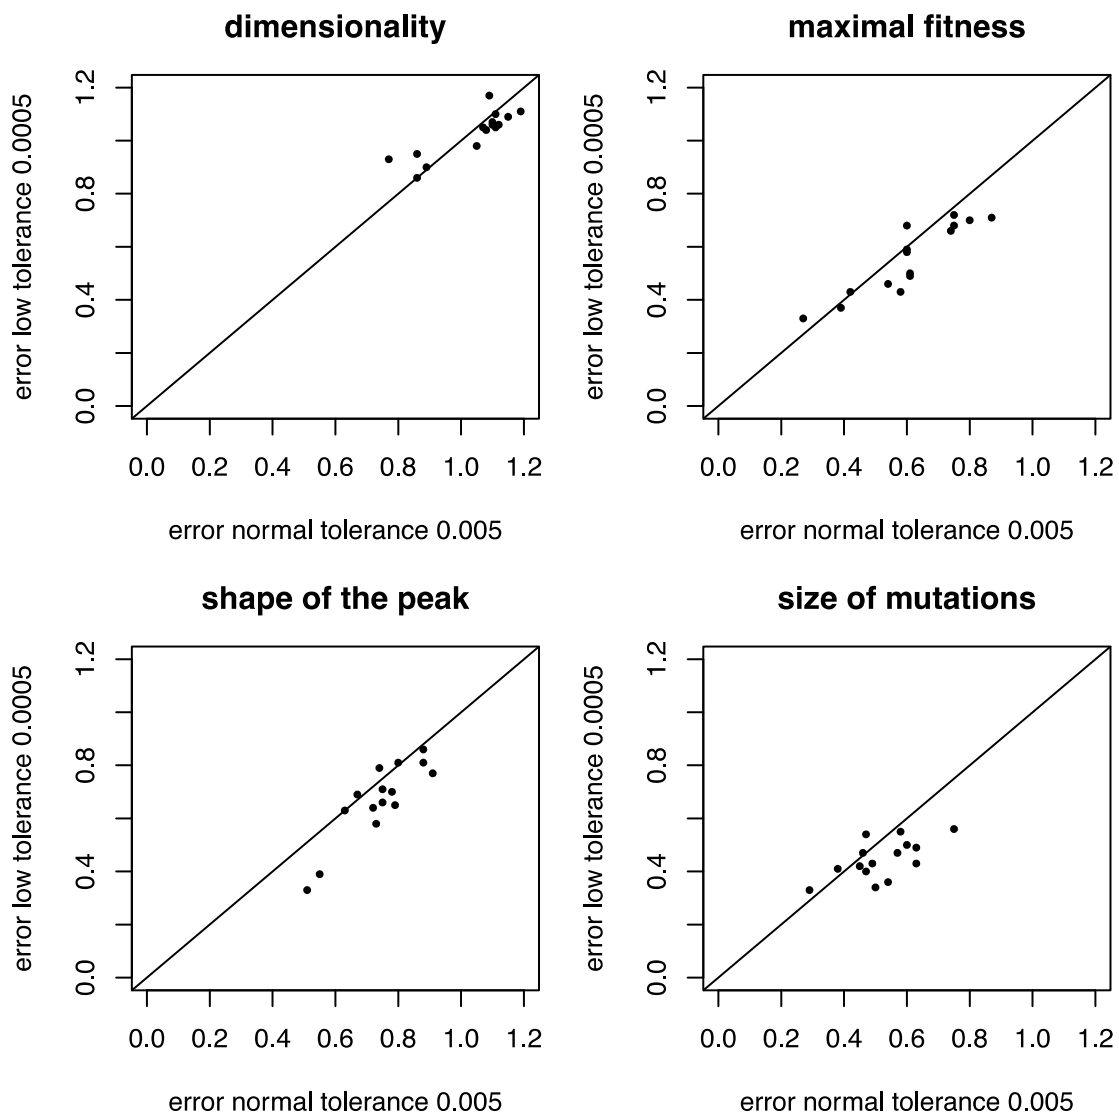 dimensionality
error low tolerance 0.0005
0.0 0.4 0.8 1.2
0.0 0.2 0.4 0.6 0.8 1.0 1.2
error normal tolerance 0.005
maximal fitness
error low tolerance 0.0005
0.0 0.4 0.8 1.2
0.0 0.2 0.4 0.6 0.8 1.0 1.2
error normal tolerance 0.005
shape of the peak
error low tolerance 0.0005
0.0 0.4 0.8 1.2
0.0 0.2 0.4 0.6 0.8 1.0 1.2
error normal tolerance 0.005
size of mutations
error low tolerance 0.0005
0.0 0.4 0.8 1.2
0.0 0.2 0.4 0.6 0.8 1.0 1.2
error normal tolerance 0.005